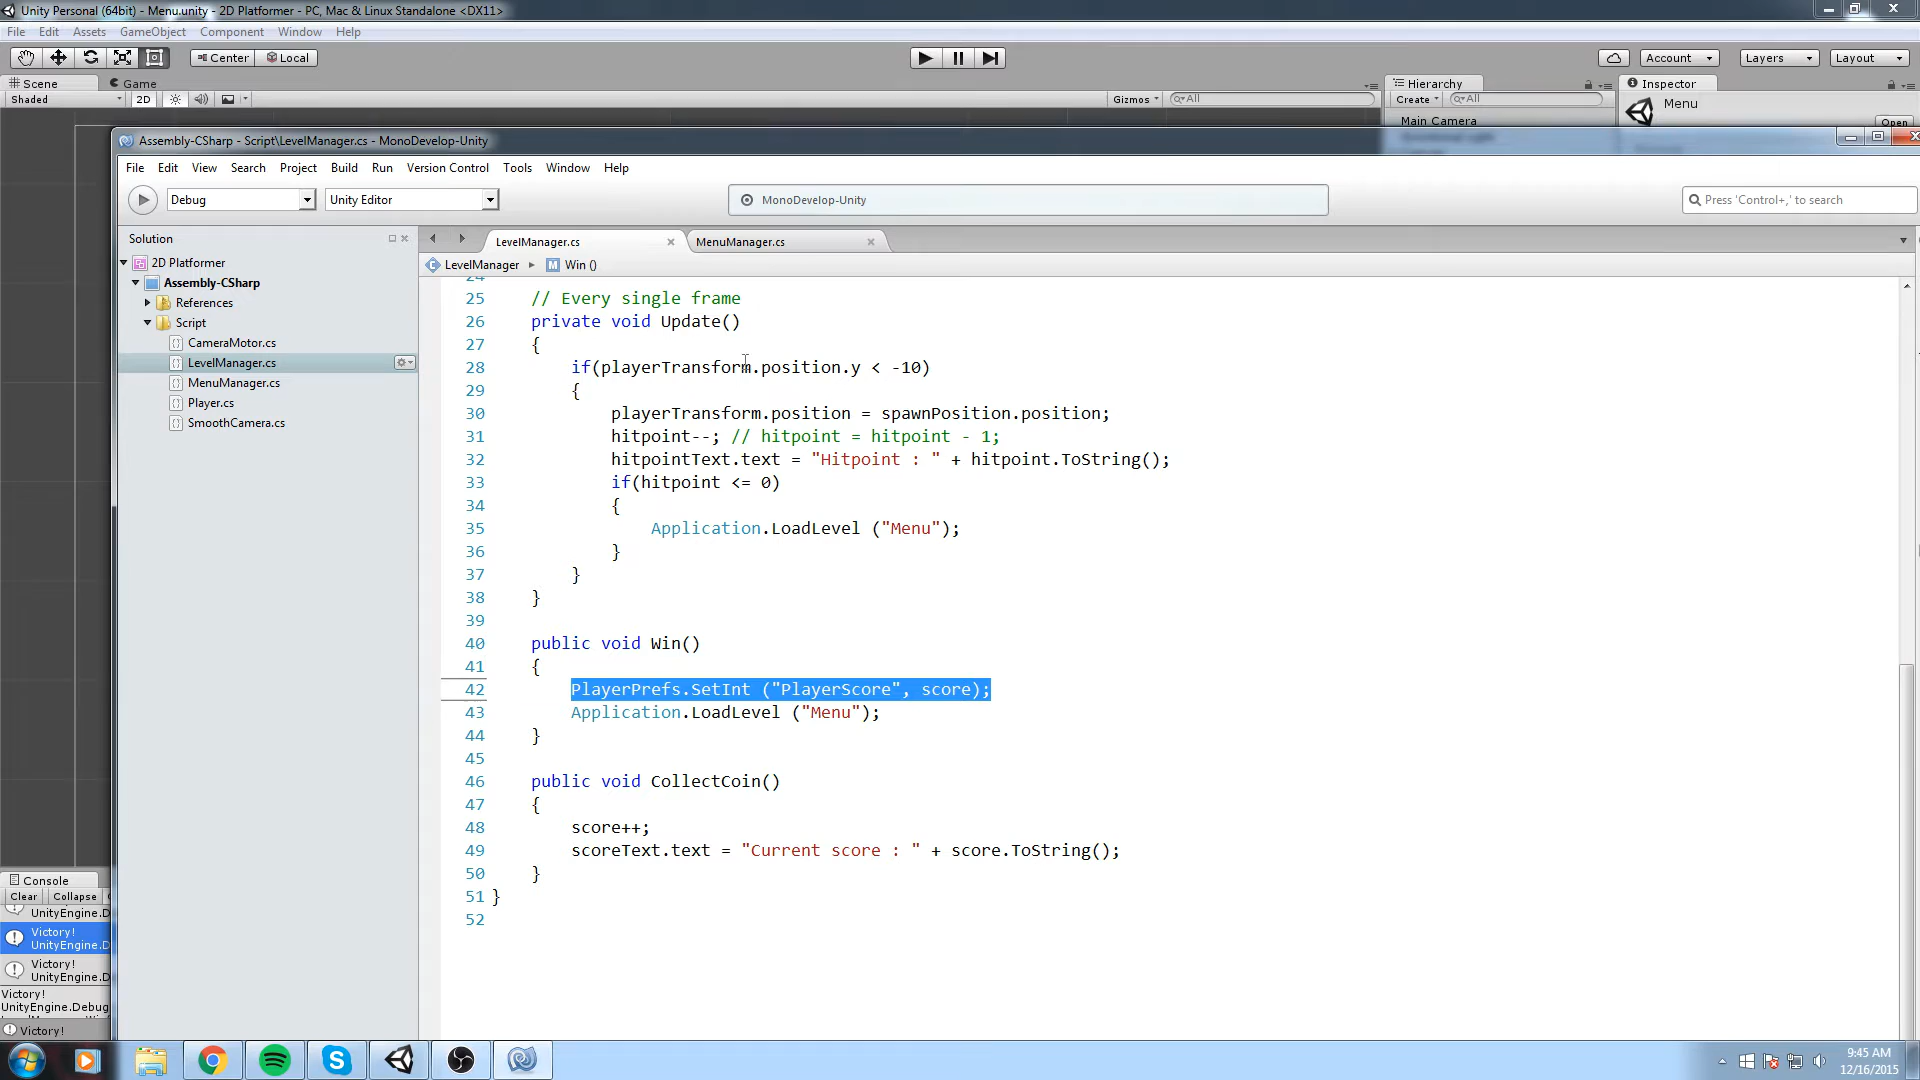 Unity Personal (64bit) - Menu.unity - 2D Platformer - PC, Mac & Linux Standalone <DX11>
File Edit Assets GameObject Component Window Help
Center Local Account Layers Layout
Scene Game Hierarchy Inspector
Shaded 2D Gizmos All Create All Menu
Main Camera Open
Assembly-CSharp - Script\LevelManager.cs - MonoDevelop-Unity
File Edit View Search Project Build Run Version Control Tools Window Help
Debug Unity Editor MonoDevelop-Unity Press 'Control+,' to search
Solution
2D Platformer
Assembly-CSharp
References
Script
CameraMotor.cs
LevelManager.cs
MenuManager.cs
Player.cs
SmoothCamera.cs
LevelManager.cs MenuManager.cs
LevelManager Win ()
24
25 // Every single frame
26 private void Update()
27 {
28 if(playerTransform.position.y < -10)
29 {
30 playerTransform.position = spawnPosition.position;
31 hitpoint--; // hitpoint = hitpoint - 1;
32 hitpointText.text = "Hitpoint : " + hitpoint.ToString();
33 if(hitpoint <= 0)
34 {
35 Application.LoadLevel ("Menu");
36 }
37 }
38 }
39
40 public void Win()
41 {
42 PlayerPrefs.SetInt ("PlayerScore", score);
43 Application.LoadLevel ("Menu");
44 }
45
46 public void CollectCoin()
47 {
48 score++;
49 scoreText.text = "Current score : " + score.ToString();
50 }
51 }
52
Console
Clear Collapse
UnityEngine.D
Victory!
UnityEngine.D
Victory!
UnityEngine.D
Victory!
UnityEngine.Debug
Victory!
9:45 AM
12/16/2015